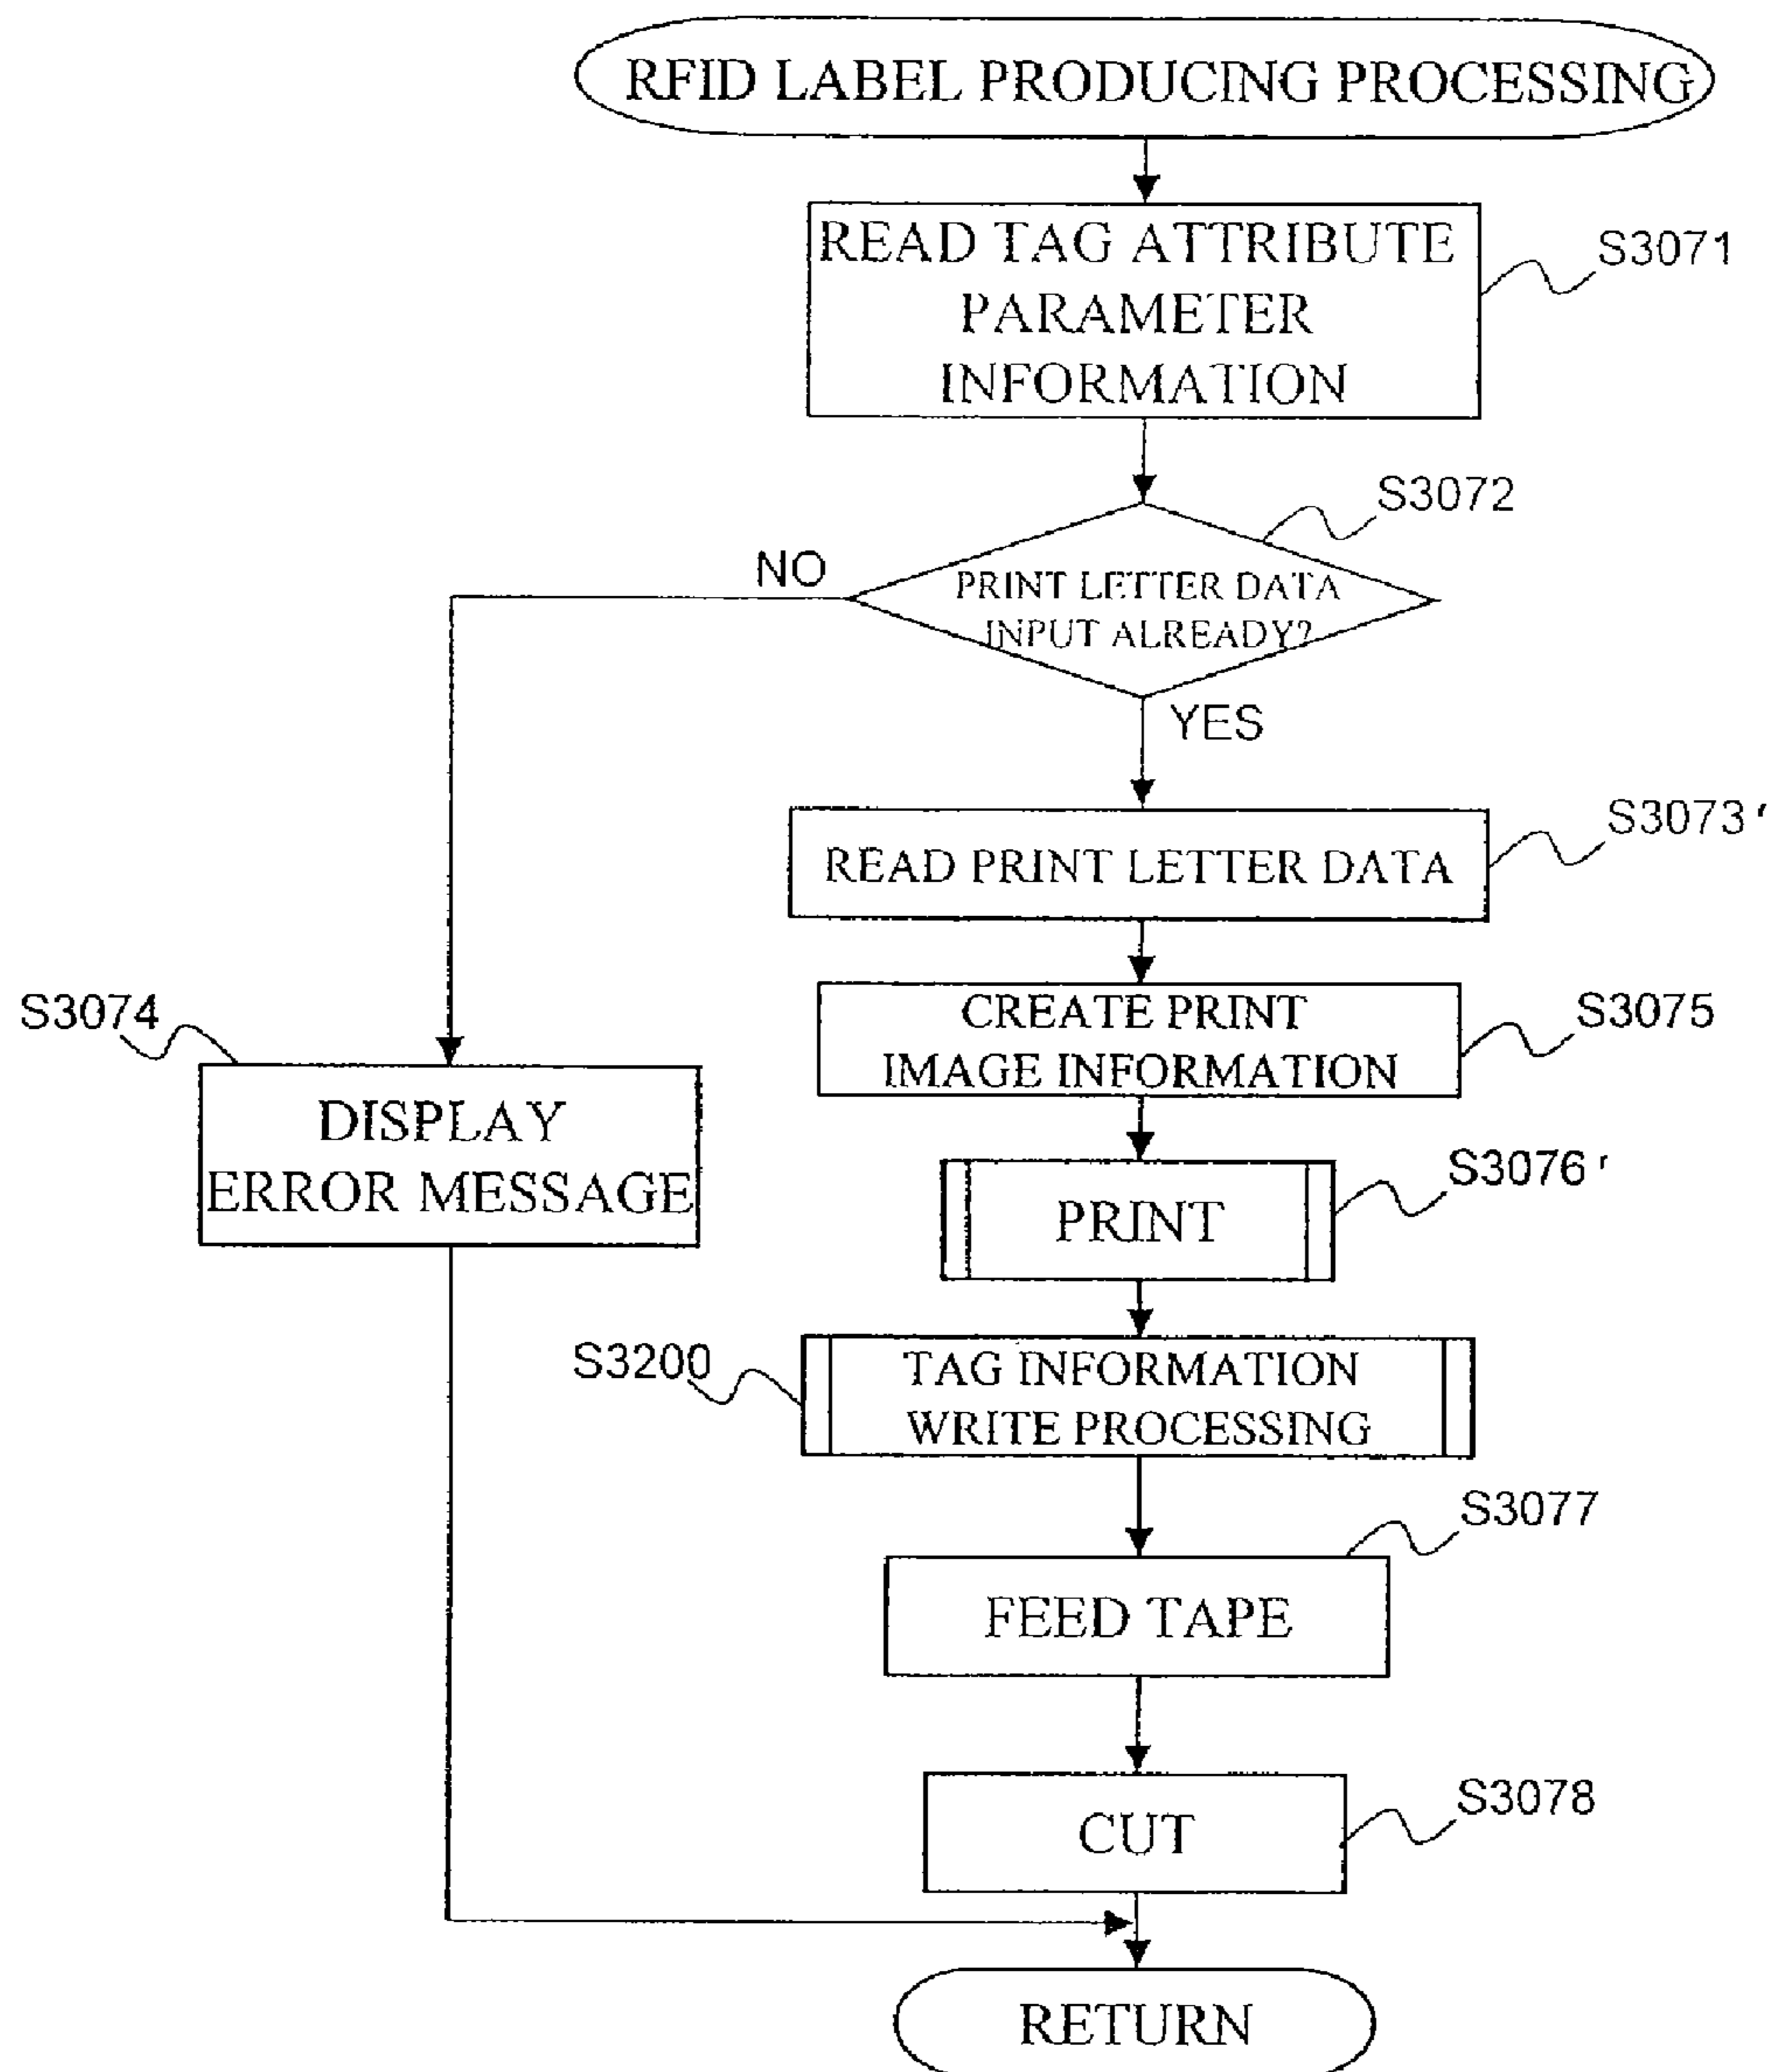 RFID LABEL PRODUCING PROCESSING
READ TAG ATTRIBUTE
PARAMETER
INFORMATION
S3071
S3072
NO
PRINT LETTER DATA
INPUT ALREADY?
YES
S3073'
READ PRINT LETTER DATA
S3074
CREATE PRINT
IMAGE INFORMATION
S3075
DISPLAY
ERROR MESSAGE
S3076'
PRINT
S3200
TAG INFORMATION
WRITE PROCESSING
S3077
FEED TAPE
S3078
CUT
RETURN